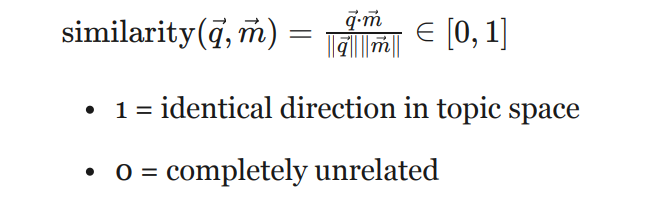 similarity(q⃗, m⃗) = q⃗·m⃗ / ‖q⃗‖‖m⃗‖ ∈ [0, 1]
• 1 = identical direction in topic space
• 0 = completely unrelated